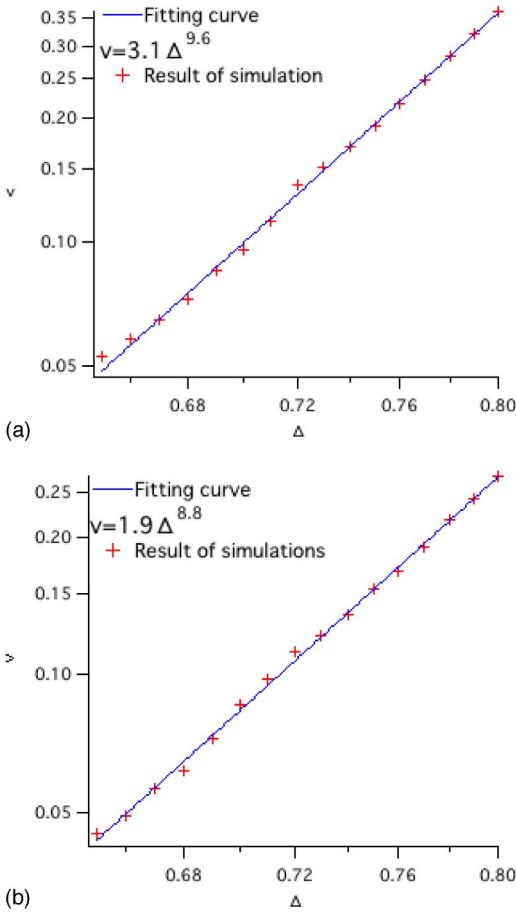 0.35
Fitting curve
0.30
v=3.1 Δ^9.6
0.25
Result of simulation
0.20
0.15
v
0.10
0.05
0.68 0.72 0.76 0.80
(a)
Δ
0.25
Fitting curve
v=1.9 Δ^8.8
0.20
Result of simulations
0.15
v
0.10
0.05
0.68 0.72 0.76 0.80
(b)
Δ